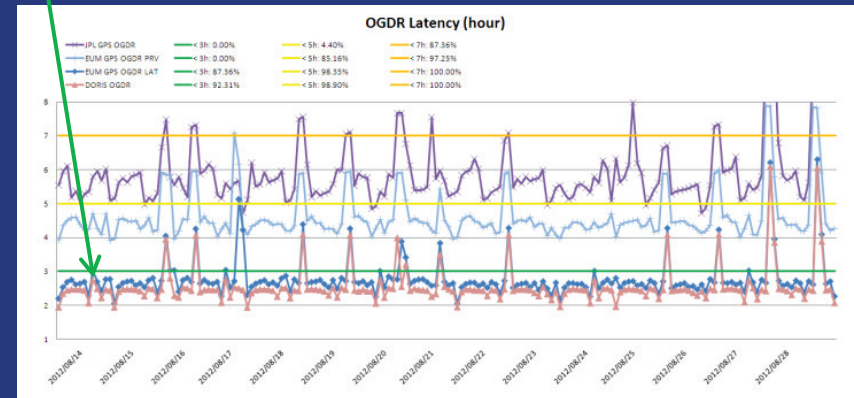 OGDR Latency (hour)
JPL GPS OGDR < 3h: 0.00% < 5h: 4.40% < 7h: 87.36%
EUM GPS OGDR PRV < 3h: 0.00% < 5h: 85.16% < 7h: 97.25%
EUM GPS OGDR LAT < 3h: 87.36% < 5h: 98.35% < 7h: 100.00%
DORIS OGDR < 3h: 92.31% < 5h: 98.90% < 7h: 100.00%
8
7
6
5
4
3
2
1
2012/08/14 2012/08/15 2012/08/16 2012/08/17 2012/08/18 2012/08/19 2012/08/20 2012/08/21 2012/08/22 2012/08/23 2012/08/24 2012/08/25 2012/08/26 2012/08/27 2012/08/28